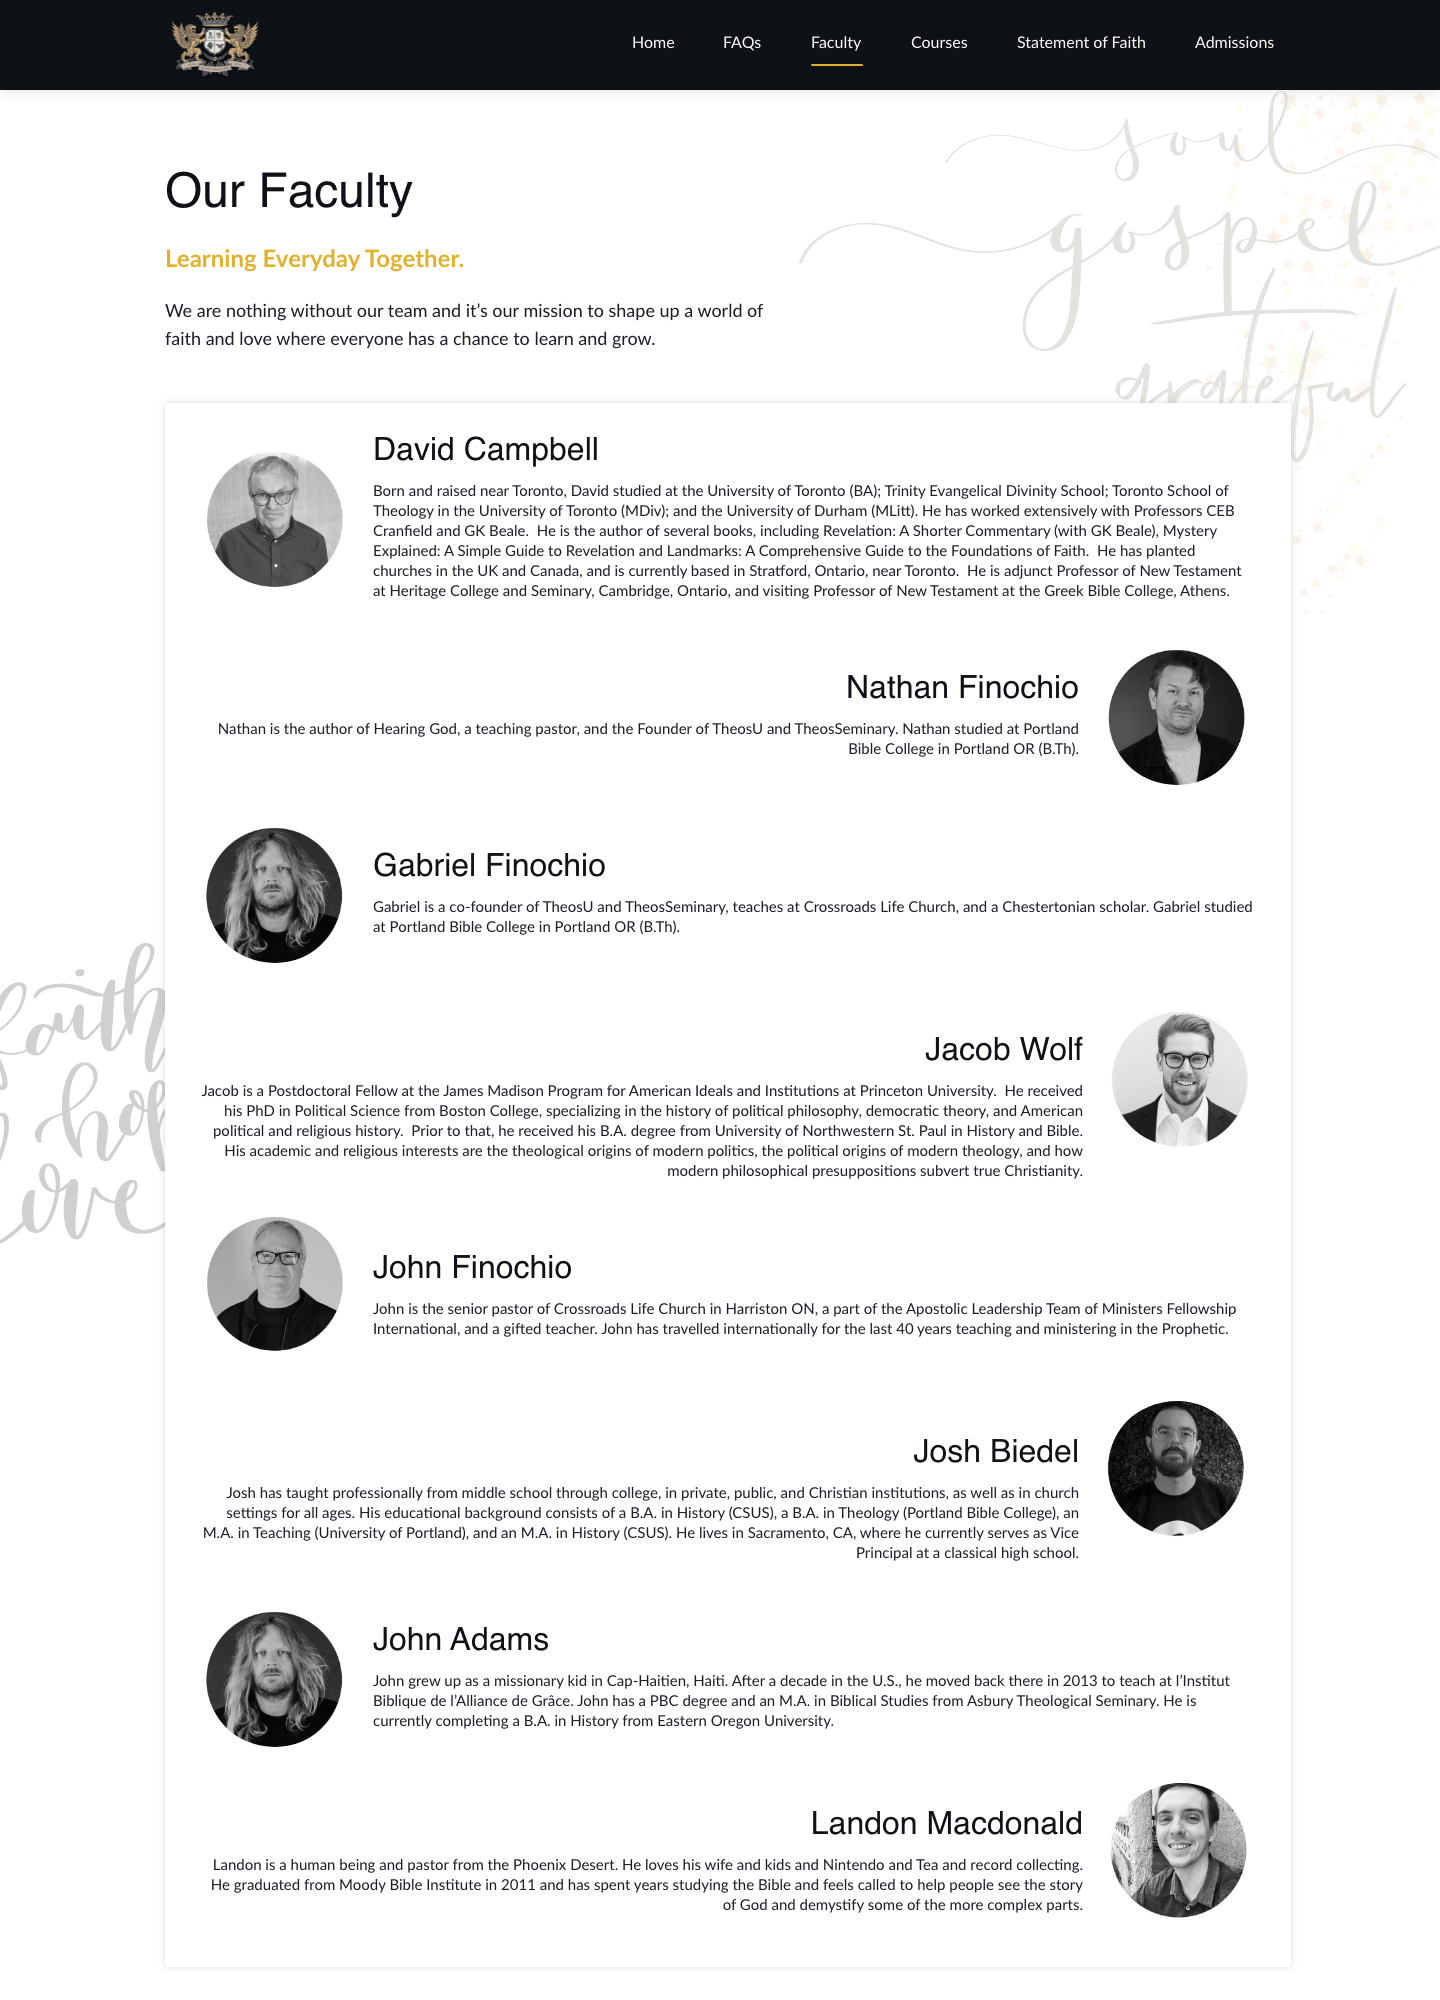 Home FAQs Faculty Courses Statement of Faith Admissions
soul
gospel
grateful
Our Faculty
Learning Everyday Together.
We are nothing without our team and it’s our mission to shape up a world of
faith and love where everyone has a chance to learn and grow.
David Campbell
Born and raised near Toronto, David studied at the University of Toronto (BA); Trinity Evangelical Divinity School; Toronto School of
Theology in the University of Toronto (MDiv); and the University of Durham (MLitt). He has worked extensively with Professors CEB
Cranfield and GK Beale.  He is the author of several books, including Revelation: A Shorter Commentary (with GK Beale), Mystery
Explained: A Simple Guide to Revelation and Landmarks: A Comprehensive Guide to the Foundations of Faith.  He has planted
churches in the UK and Canada, and is currently based in Stratford, Ontario, near Toronto.  He is adjunct Professor of New Testament
at Heritage College and Seminary, Cambridge, Ontario, and visiting Professor of New Testament at the Greek Bible College, Athens.
Nathan Finochio
Nathan is the author of Hearing God, a teaching pastor, and the Founder of TheosU and TheosSeminary. Nathan studied at Portland
Bible College in Portland OR (B.Th).
Gabriel Finochio
Gabriel is a co-founder of TheosU and TheosSeminary, teaches at Crossroads Life Church, and a Chestertonian scholar. Gabriel studied
at Portland Bible College in Portland OR (B.Th).
faith
hop
ove
Jacob Wolf
Jacob is a Postdoctoral Fellow at the James Madison Program for American Ideals and Institutions at Princeton University.  He received
his PhD in Political Science from Boston College, specializing in the history of political philosophy, democratic theory, and American
political and religious history.  Prior to that, he received his B.A. degree from University of Northwestern St. Paul in History and Bible.
His academic and religious interests are the theological origins of modern politics, the political origins of modern theology, and how
modern philosophical presuppositions subvert true Christianity.
John Finochio
John is the senior pastor of Crossroads Life Church in Harriston ON, a part of the Apostolic Leadership Team of Ministers Fellowship
International, and a gifted teacher. John has travelled internationally for the last 40 years teaching and ministering in the Prophetic.
Josh Biedel
Josh has taught professionally from middle school through college, in private, public, and Christian institutions, as well as in church
settings for all ages. His educational background consists of a B.A. in History (CSUS), a B.A. in Theology (Portland Bible College), an
M.A. in Teaching (University of Portland), and an M.A. in History (CSUS). He lives in Sacramento, CA, where he currently serves as Vice
Principal at a classical high school.
John Adams
John grew up as a missionary kid in Cap-Haitien, Haiti. After a decade in the U.S., he moved back there in 2013 to teach at l’Institut
Biblique de l’Alliance de Grâce. John has a PBC degree and an M.A. in Biblical Studies from Asbury Theological Seminary. He is
currently completing a B.A. in History from Eastern Oregon University.
Landon Macdonald
Landon is a human being and pastor from the Phoenix Desert. He loves his wife and kids and Nintendo and Tea and record collecting.
He graduated from Moody Bible Institute in 2011 and has spent years studying the Bible and feels called to help people see the story
of God and demystify some of the more complex parts.